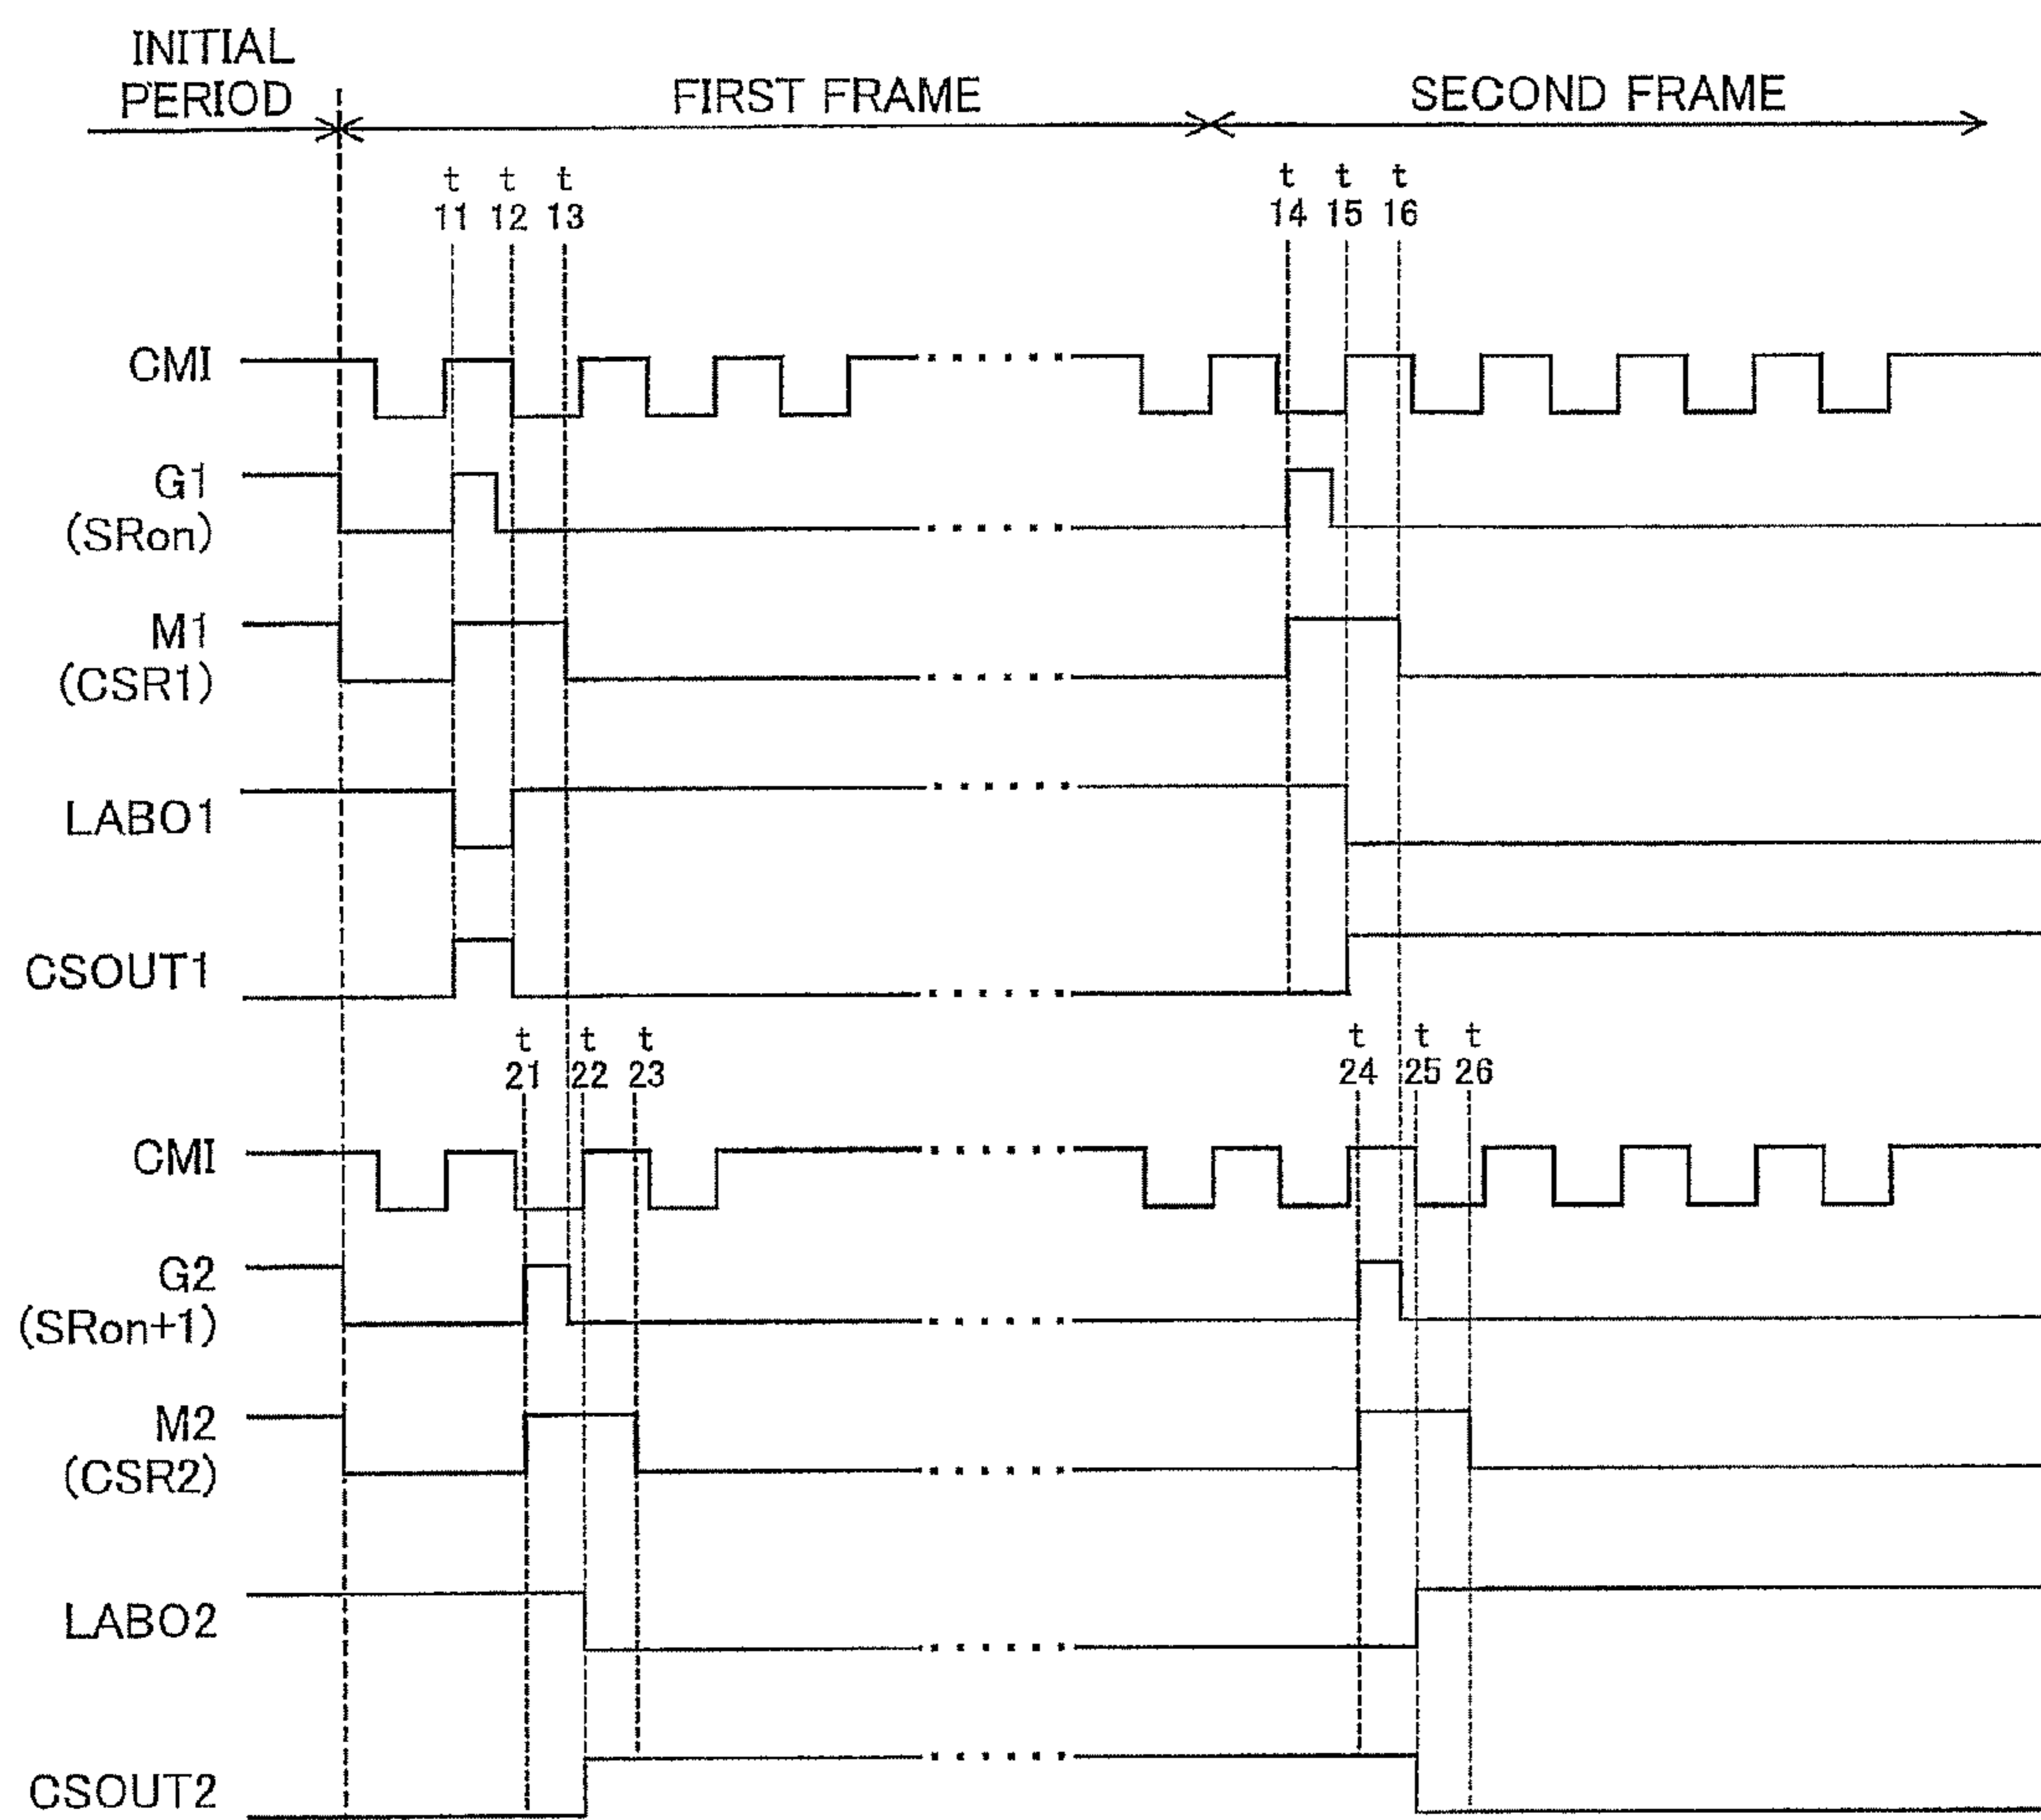 INITIAL
PERIOD
FIRST FRAME
SECOND FRAME
t t t
11 12 13
t t t
14 15 16
CMI
G1
(SRon)
M1
(CSR1)
LABO1
CSOUT1
t t t
21 22 23
t t t
24 25 26
CMI
G2
(SRon+1)
M2
(CSR2)
LABO2
CSOUT2